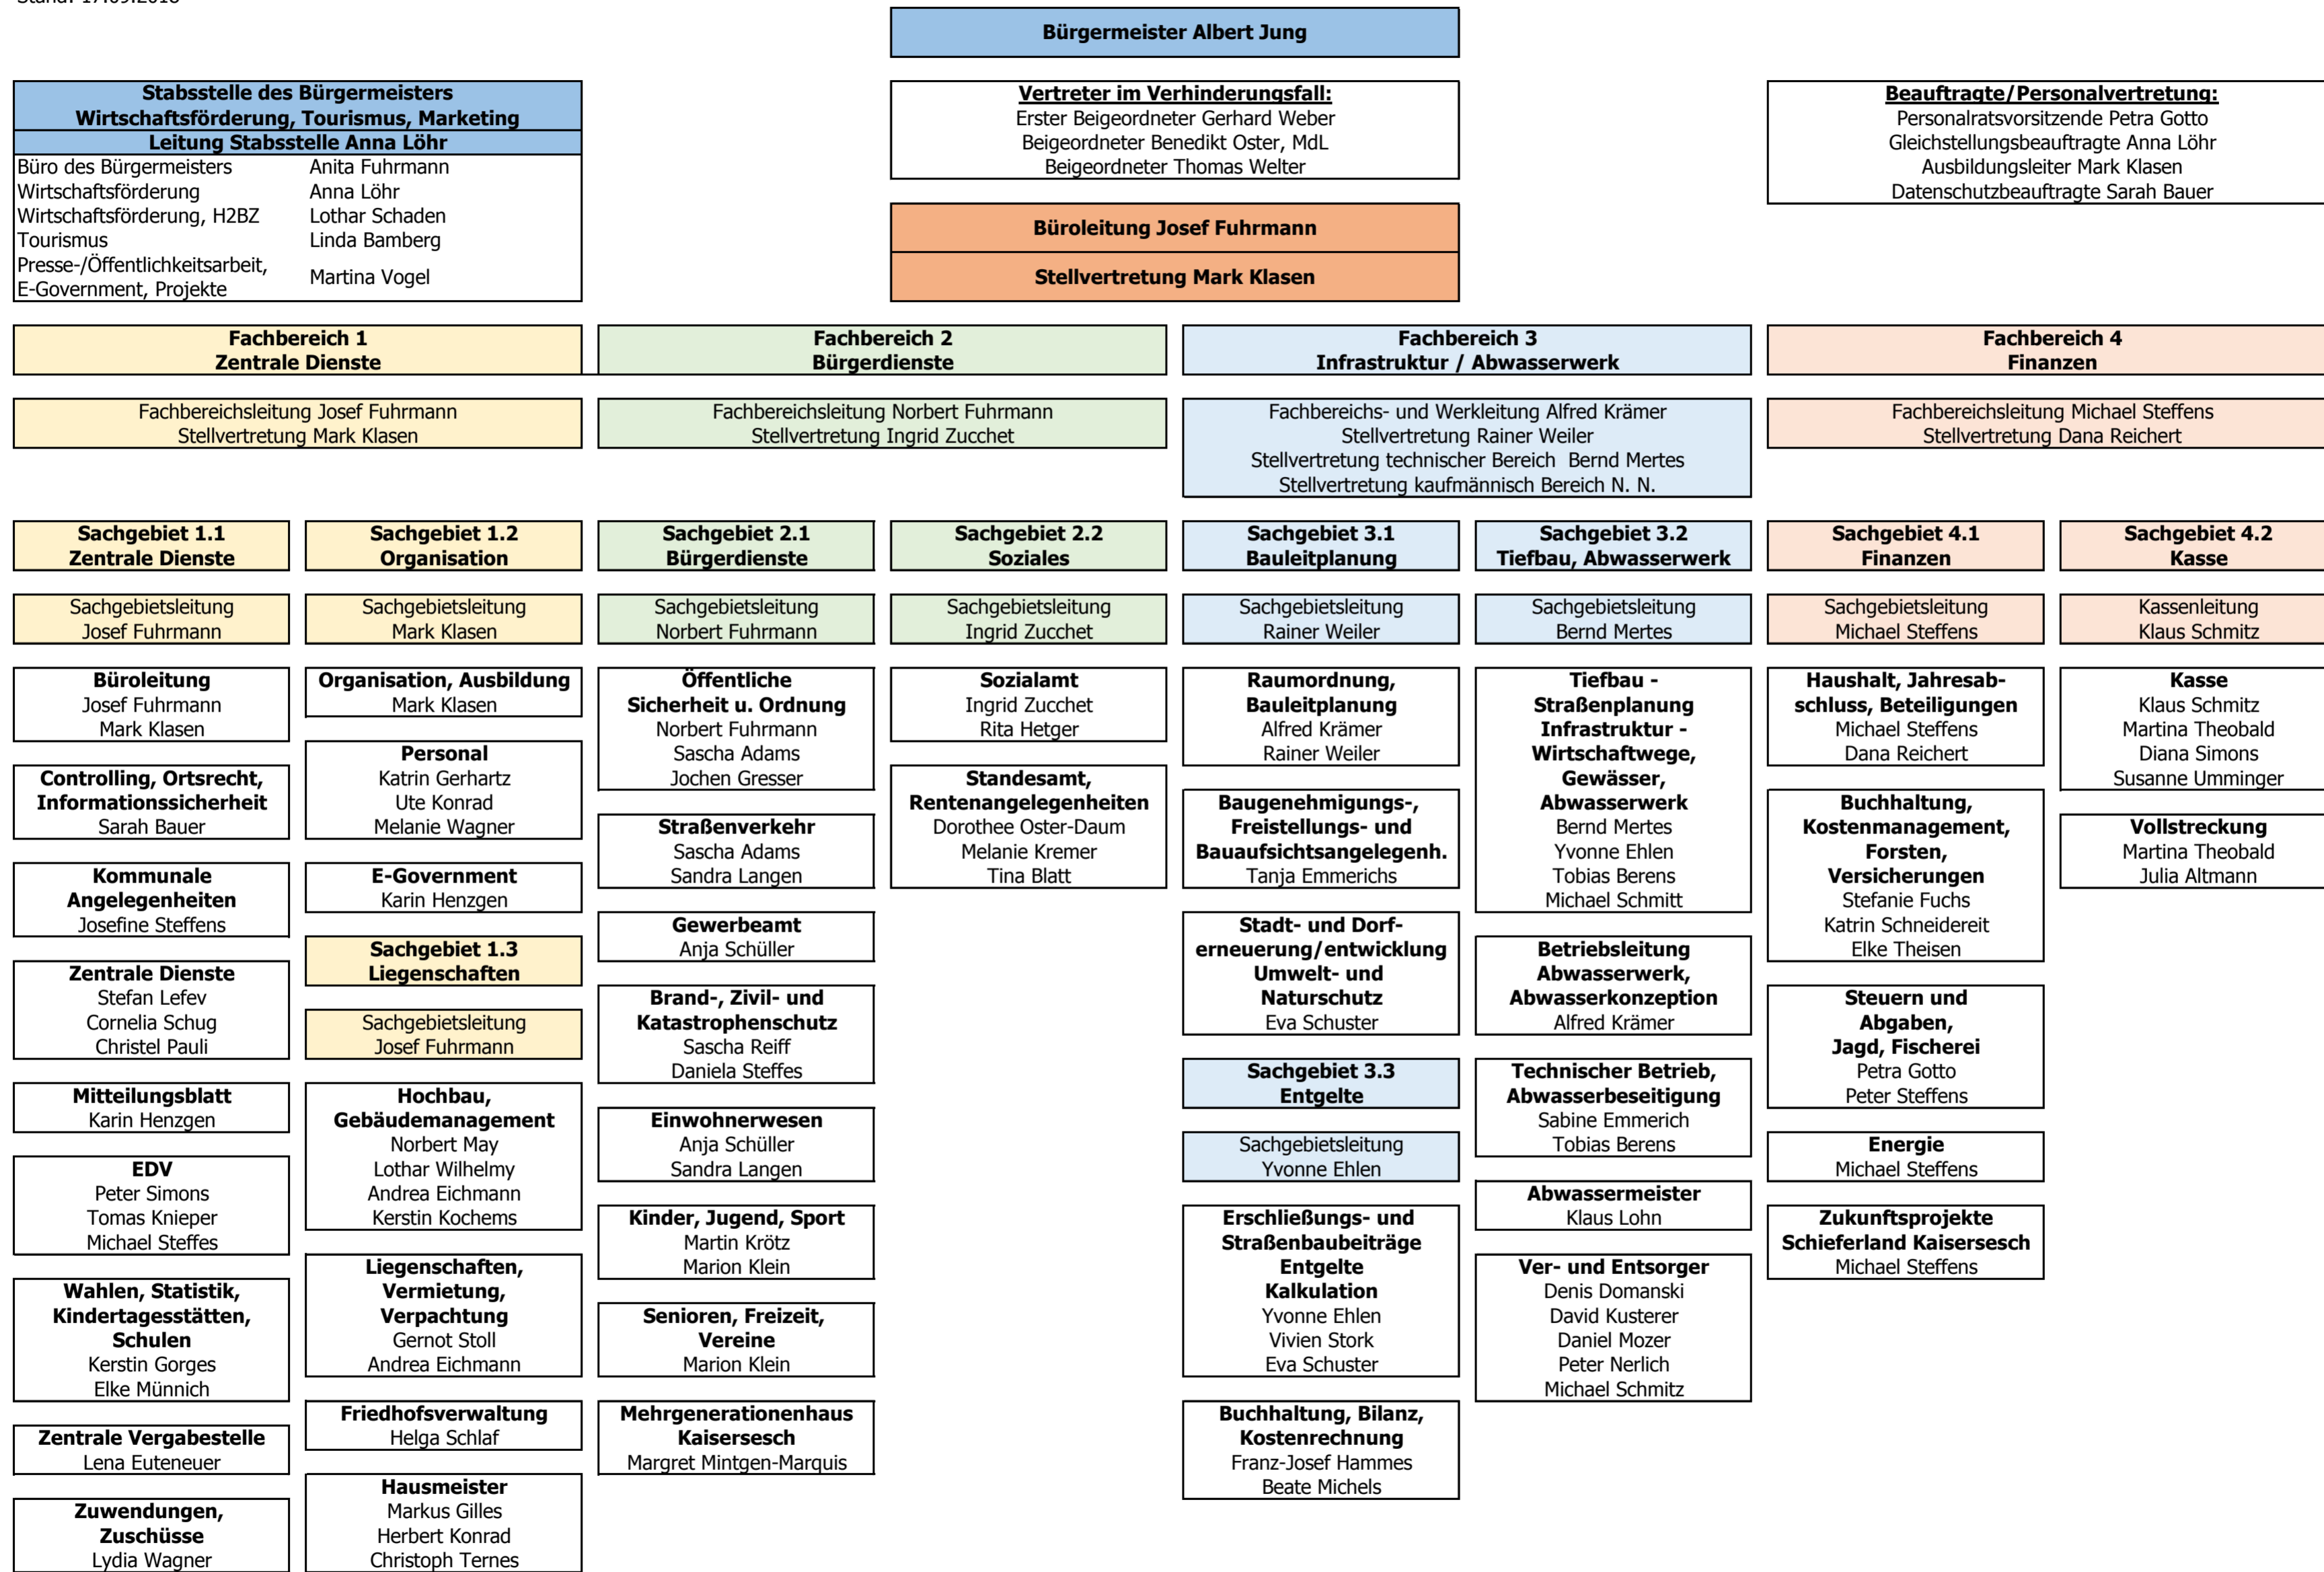 Stand: 17.09.2018
Bürgermeister Albert Jung
Stabsstelle des Bürgermeisters
Wirtschaftsförderung, Tourismus, Marketing
Leitung Stabsstelle Anna Löhr
Büro des Bürgermeisters Anita Fuhrmann
Wirtschaftsförderung Anna Löhr
Wirtschaftsförderung, H2BZ Lothar Schaden
Tourismus Linda Bamberg
Presse-/Öffentlichkeitsarbeit,
E-Government, Projekte
Martina Vogel
Vertreter im Verhinderungsfall:
Erster Beigeordneter Gerhard Weber
Beigeordneter Benedikt Oster, MdL
Beigeordneter Thomas Welter
Beauftragte/Personalvertretung:
Personalratsvorsitzende Petra Gotto
Gleichstellungsbeauftragte Anna Löhr
Ausbildungsleiter Mark Klasen
Datenschutzbeauftragte Sarah Bauer
Büroleitung Josef Fuhrmann
Stellvertretung Mark Klasen
Fachbereich 1
Zentrale Dienste
Fachbereichsleitung Josef Fuhrmann
Stellvertretung Mark Klasen
Fachbereich 2
Bürgerdienste
Fachbereichsleitung Norbert Fuhrmann
Stellvertretung Ingrid Zucchet
Fachbereich 3
Infrastruktur / Abwasserwerk
Fachbereichs- und Werkleitung Alfred Krämer
Stellvertretung Rainer Weiler
Stellvertretung technischer Bereich Bernd Mertes
Stellvertretung kaufmännisch Bereich N. N.
Fachbereich 4
Finanzen
Fachbereichsleitung Michael Steffens
Stellvertretung Dana Reichert
Sachgebiet 1.1
Zentrale Dienste
Sachgebietsleitung
Josef Fuhrmann
Büroleitung
Josef Fuhrmann
Mark Klasen
Controlling, Ortsrecht,
Informationssicherheit
Sarah Bauer
Kommunale
Angelegenheiten
Josefine Steffens
Zentrale Dienste
Stefan Lefev
Cornelia Schug
Christel Pauli
Mitteilungsblatt
Karin Henzgen
EDV
Peter Simons
Tomas Knieper
Michael Steffes
Wahlen, Statistik,
Kindertagesstätten,
Schulen
Kerstin Gorges
Elke Münnich
Zentrale Vergabestelle
Lena Euteneuer
Zuwendungen,
Zuschüsse
Lydia Wagner
Sachgebiet 1.2
Organisation
Sachgebietsleitung
Mark Klasen
Organisation, Ausbildung
Mark Klasen
Personal
Katrin Gerhartz
Ute Konrad
Melanie Wagner
E-Government
Karin Henzgen
Sachgebiet 1.3
Liegenschaften
Sachgebietsleitung
Josef Fuhrmann
Hochbau,
Gebäudemanagement
Norbert May
Lothar Wilhelmy
Andrea Eichmann
Kerstin Kochems
Liegenschaften,
Vermietung,
Verpachtung
Gernot Stoll
Andrea Eichmann
Friedhofsverwaltung
Helga Schlaf
Hausmeister
Markus Gilles
Herbert Konrad
Christoph Ternes
Sachgebiet 2.1
Bürgerdienste
Sachgebietsleitung
Norbert Fuhrmann
Öffentliche
Sicherheit u. Ordnung
Norbert Fuhrmann
Sascha Adams
Jochen Gresser
Straßenverkehr
Sascha Adams
Sandra Langen
Gewerbeamt
Anja Schüller
Brand-, Zivil- und
Katastrophenschutz
Sascha Reiff
Daniela Steffes
Einwohnerwesen
Anja Schüller
Sandra Langen
Kinder, Jugend, Sport
Martin Krötz
Marion Klein
Senioren, Freizeit,
Vereine
Marion Klein
Mehrgenerationenhaus
Kaisersesch
Margret Mintgen-Marquis
Sachgebiet 2.2
Soziales
Sachgebietsleitung
Ingrid Zucchet
Sozialamt
Ingrid Zucchet
Rita Hetger
Standesamt,
Rentenangelegenheiten
Dorothee Oster-Daum
Melanie Kremer
Tina Blatt
Sachgebiet 3.1
Bauleitplanung
Sachgebietsleitung
Rainer Weiler
Raumordnung,
Bauleitplanung
Alfred Krämer
Rainer Weiler
Baugenehmigungs-,
Freistellungs- und
Bauaufsichtsangelegenh.
Tanja Emmerichs
Stadt- und Dorf-
erneuerung/entwicklung
Umwelt- und
Naturschutz
Eva Schuster
Sachgebiet 3.3
Entgelte
Sachgebietsleitung
Yvonne Ehlen
Erschließungs- und
Straßenbaubeiträge
Entgelte
Kalkulation
Yvonne Ehlen
Vivien Stork
Eva Schuster
Buchhaltung, Bilanz,
Kostenrechnung
Franz-Josef Hammes
Beate Michels
Sachgebiet 3.2
Tiefbau, Abwasserwerk
Sachgebietsleitung
Bernd Mertes
Tiefbau -
Straßenplanung
Infrastruktur -
Wirtschaftwege,
Gewässer,
Abwasserwerk
Bernd Mertes
Yvonne Ehlen
Tobias Berens
Michael Schmitt
Betriebsleitung
Abwasserwerk,
Abwasserkonzeption
Alfred Krämer
Technischer Betrieb,
Abwasserbeseitigung
Sabine Emmerich
Tobias Berens
Abwassermeister
Klaus Lohn
Ver- und Entsorger
Denis Domanski
David Kusterer
Daniel Mozer
Peter Nerlich
Michael Schmitz
Sachgebiet 4.1
Finanzen
Sachgebietsleitung
Michael Steffens
Haushalt, Jahresab-
schluss, Beteiligungen
Michael Steffens
Dana Reichert
Buchhaltung,
Kostenmanagement,
Forsten,
Versicherungen
Stefanie Fuchs
Katrin Schneidereit
Elke Theisen
Steuern und
Abgaben,
Jagd, Fischerei
Petra Gotto
Peter Steffens
Energie
Michael Steffens
Zukunftsprojekte
Schieferland Kaisersesch
Michael Steffens
Sachgebiet 4.2
Kasse
Kassenleitung
Klaus Schmitz
Kasse
Klaus Schmitz
Martina Theobald
Diana Simons
Susanne Umminger
Vollstreckung
Martina Theobald
Julia Altmann